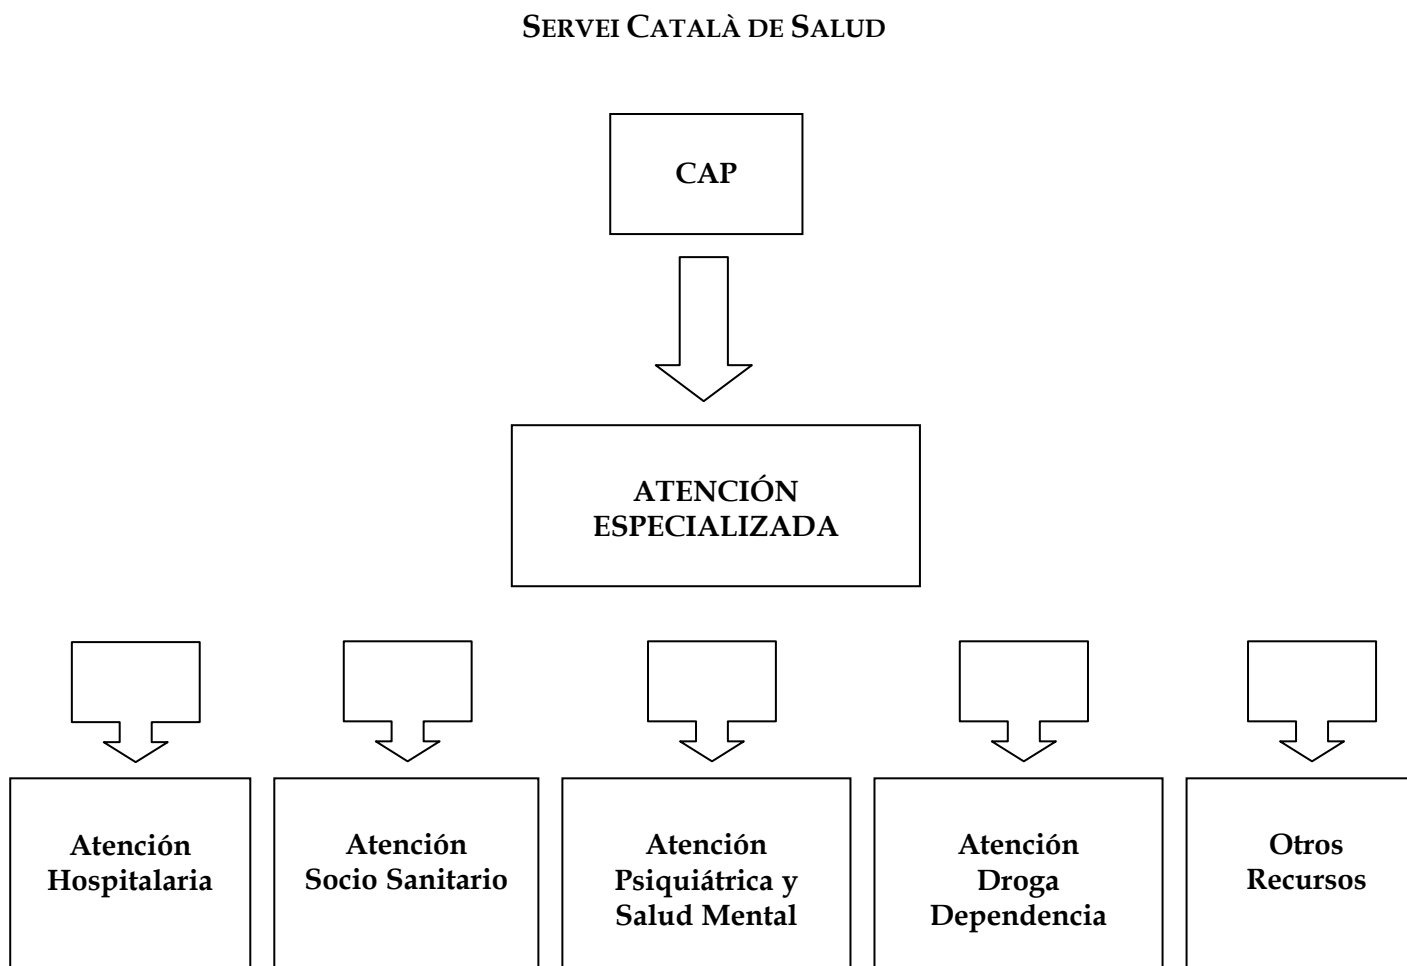 SERVEI CATALÀ DE SALUD
CAP
ATENCIÓN
ESPECIALIZADA
Atención
Hospitalaria
Atención
Socio Sanitario
Atención
Psiquiátrica y
Salud Mental
Atención
Droga
Dependencia
Otros
Recursos